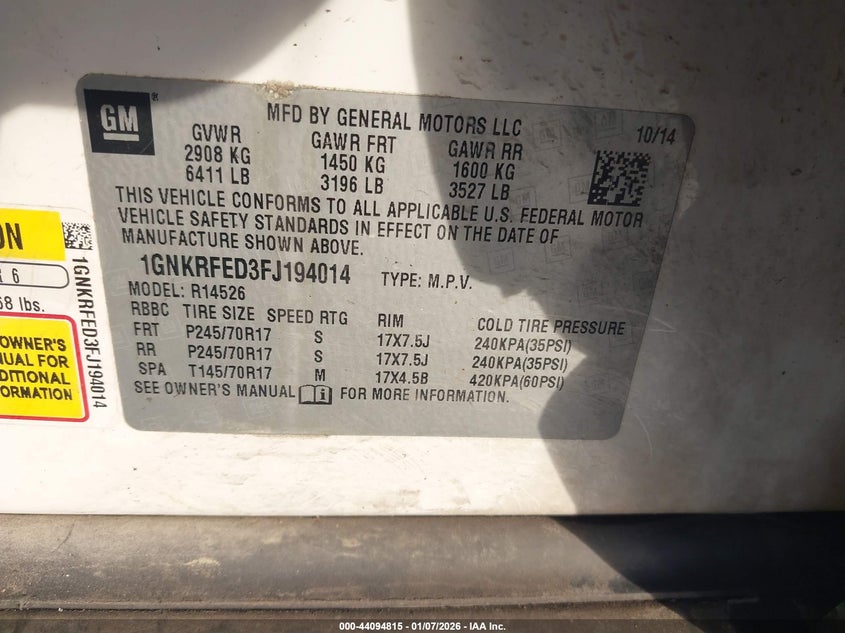 GM
MFD BY GENERAL MOTORS LLC
10/14
GVWR GAWR FRT GAWR RR
2908 KG 1450 KG 1600 KG
6411 LB 3196 LB 3527 LB
THIS VEHICLE CONFORMS TO ALL APPLICABLE U.S. FEDERAL MOTOR
VEHICLE SAFETY STANDARDS IN EFFECT ON THE DATE OF
MANUFACTURE SHOWN ABOVE.
1GNKRFED3FJ194014 TYPE: M.P.V.
MODEL: R14526
RBBC TIRE SIZE SPEED RTG RIM COLD TIRE PRESSURE
FRT P245/70R17 S 17X7.5J 240KPA(35PSI)
RR P245/70R17 S 17X7.5J 240KPA(35PSI)
SPA T145/70R17 M 17X4.5B 420KPA(60PSI)
SEE OWNER'S MANUAL i FOR MORE INFORMATION.
ON
R 6
68 lbs.
OWNER'S
UAL FOR
DITIONAL
ORMATION
1GNKRFED3FJ194014
000-44094815 - 01/07/2026 - IAA Inc.